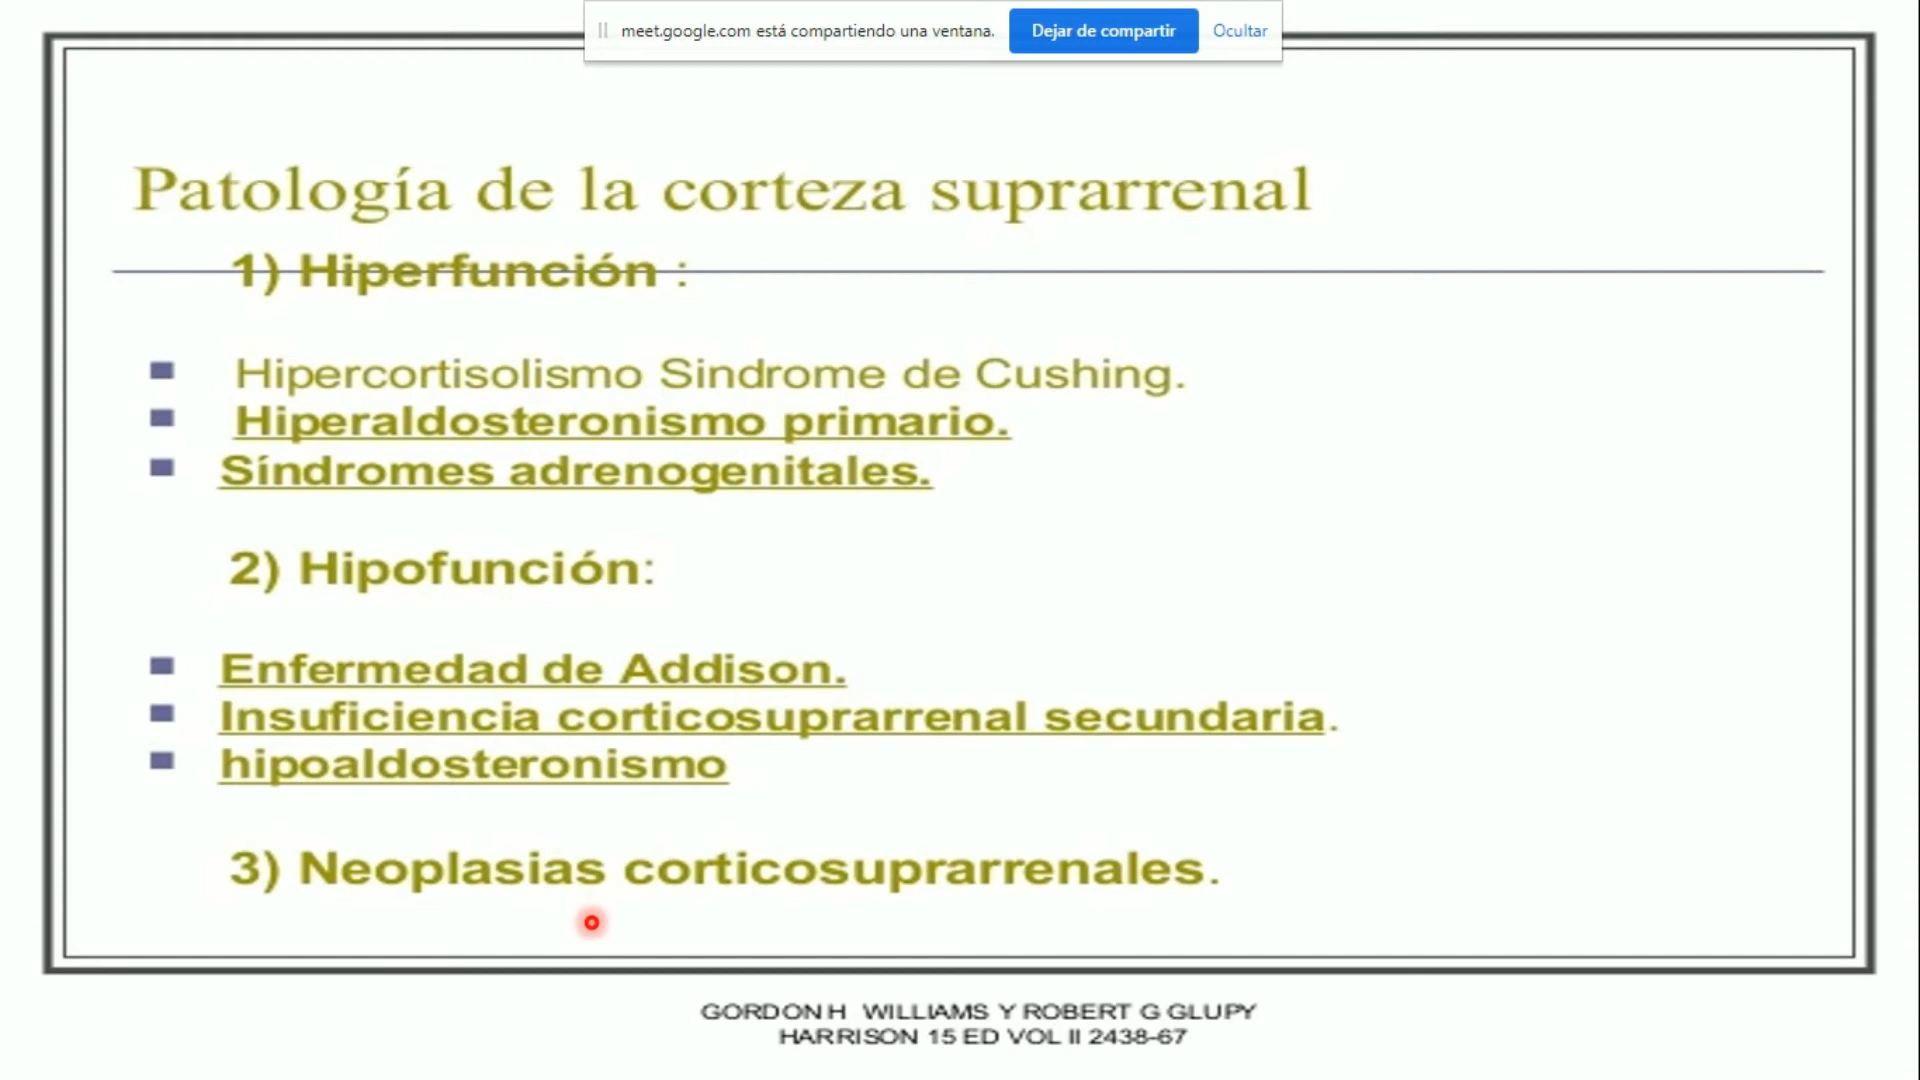 meet.google.com está compartiendo una ventana. Dejar de compartir Ocultar
Patología de la corteza suprarrenal
1) Hiperfunción :
Hipercortisolismo Sindrome de Cushing.
Hiperaldosteronismo primario.
Síndromes adrenogenitales.
2) Hipofunción:
Enfermedad de Addison.
Insuficiencia corticosuprarrenal secundaria.
hipoaldosteronismo
3) Neoplasias corticosuprarrenales.
GORDON H WILLIAMS Y ROBERT G GLUPY
HARRISON 15 ED VOL II 2438-67